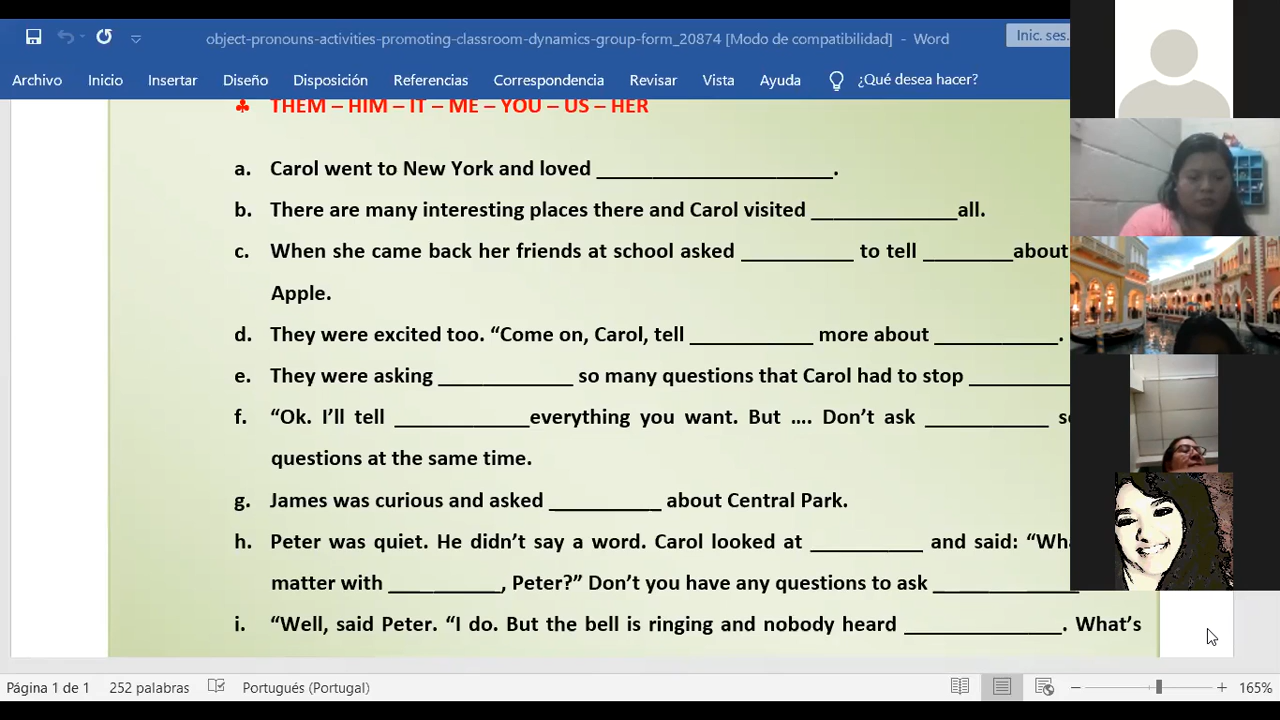 object-pronouns-activities-promoting-classroom-dynamics-group-form_20874 [Modo de compatibilidad] - Word
Inic. ses.
Archivo Inicio Insertar Diseño Disposición Referencias Correspondencia Revisar Vista Ayuda ¿Qué desea hacer?
♣ THEM – HIM – IT – ME – YOU – US – HER
a. Carol went to New York and loved _____________________.
b. There are many interesting places there and Carol visited _____________all.
c. When she came back her friends at school asked __________ to tell ________about
Apple.
d. They were excited too. “Come on, Carol, tell ___________ more about ___________.
e. They were asking ____________ so many questions that Carol had to stop _________
f. “Ok. I’ll tell ____________everything you want. But .... Don’t ask ___________
questions at the same time.
g. James was curious and asked __________ about Central Park.
h. Peter was quiet. He didn’t say a word. Carol looked at __________ and said:
matter with __________, Peter?” Don’t you have any questions to ask _____________
i. “Well, said Peter. “I do. But the bell is ringing and nobody heard ______________. What’s
Página 1 de 1 252 palabras Portugués (Portugal) 165%